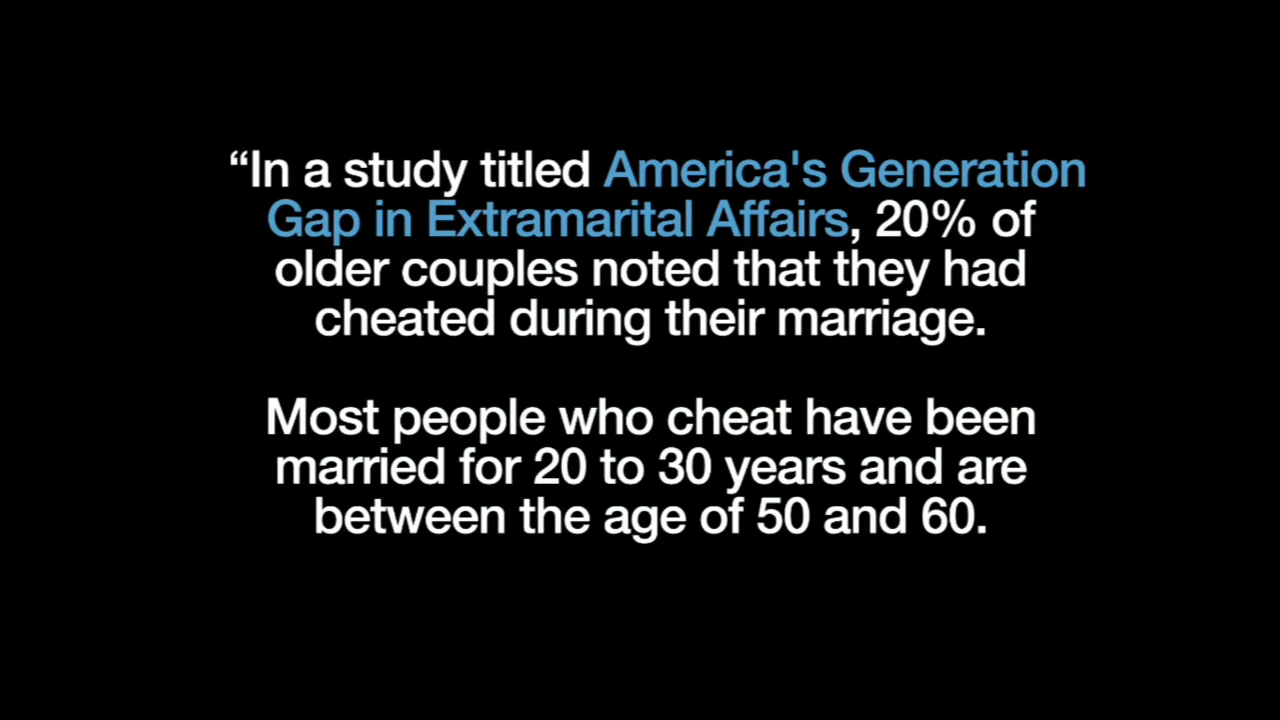 “In a study titled America's Generation
Gap in Extramarital Affairs, 20% of
older couples noted that they had
cheated during their marriage.
Most people who cheat have been
married for 20 to 30 years and are
between the age of 50 and 60.